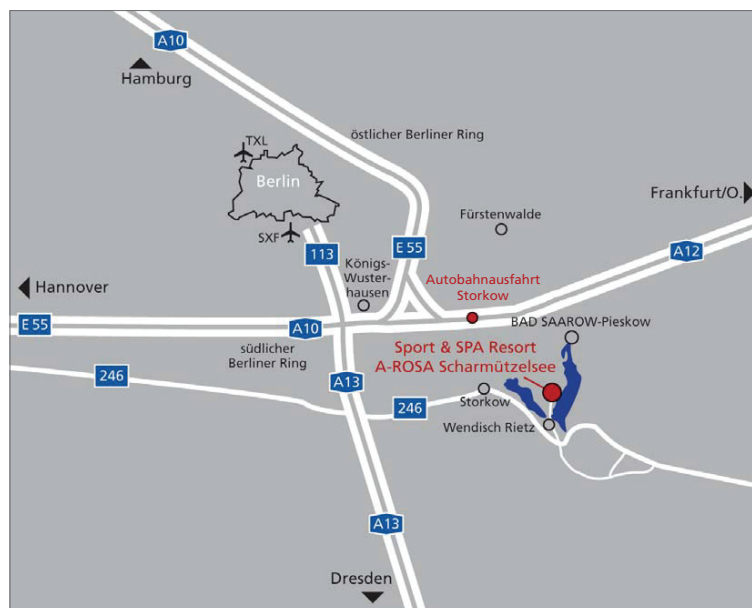 A10
Hamburg
TXL
östlicher Berliner Ring
Berlin
Frankfurt/O.
SXF
Fürstenwalde
113
E 55
A12
Königs-
Wuster-
hausen
Autobahnausfahrt
Storkow
Hannover
E 55
A10
BAD SAAROW-Pieskow
südlicher
Berliner Ring
Sport & SPA Resort
A-ROSA Scharmützelsee
246
A13
Storkow
246
Wendisch Rietz
A13
Dresden